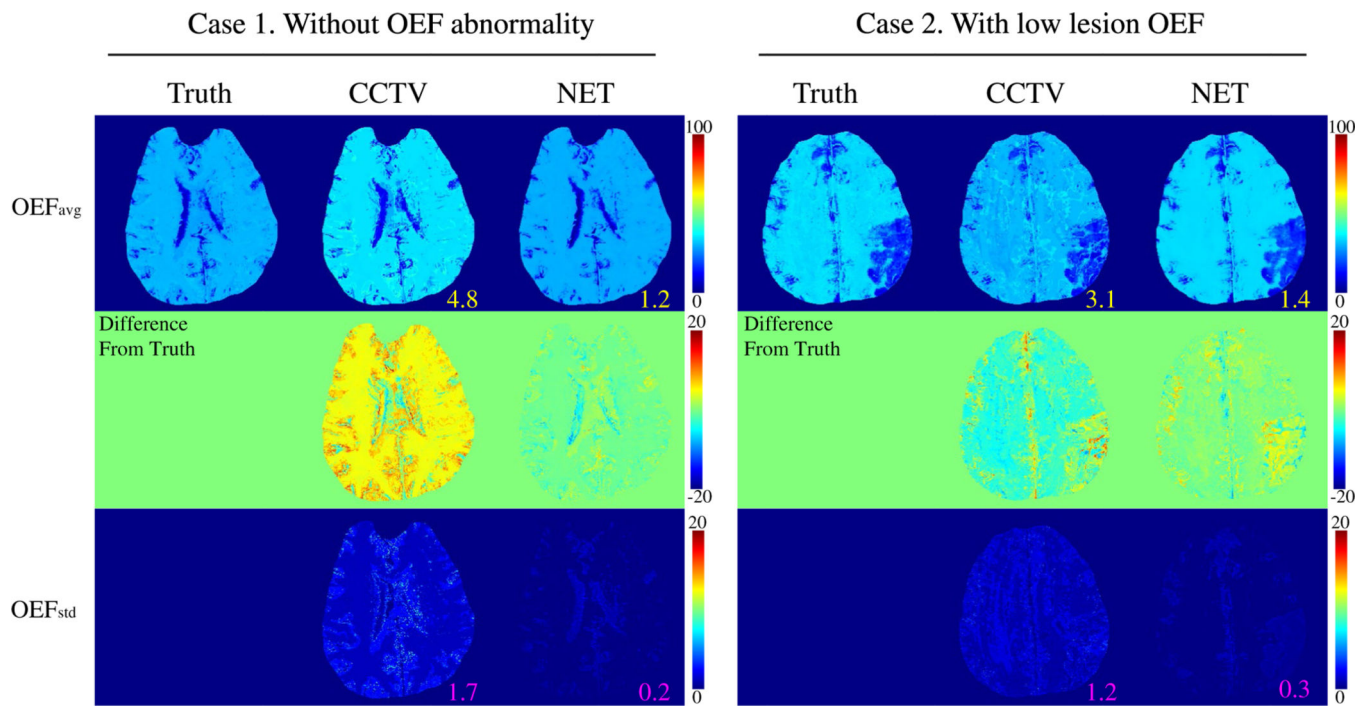 Case 1. Without OEF abnormality
Case 2. With low lesion OEF
Truth CCTV NET
Truth CCTV NET
OEFavg
100
0
4.8
1.2
100
0
3.1
1.4
Difference
From Truth
20
-20
Difference
From Truth
20
-20
OEFstd
20
0
1.7
0.2
20
0
1.2
0.3